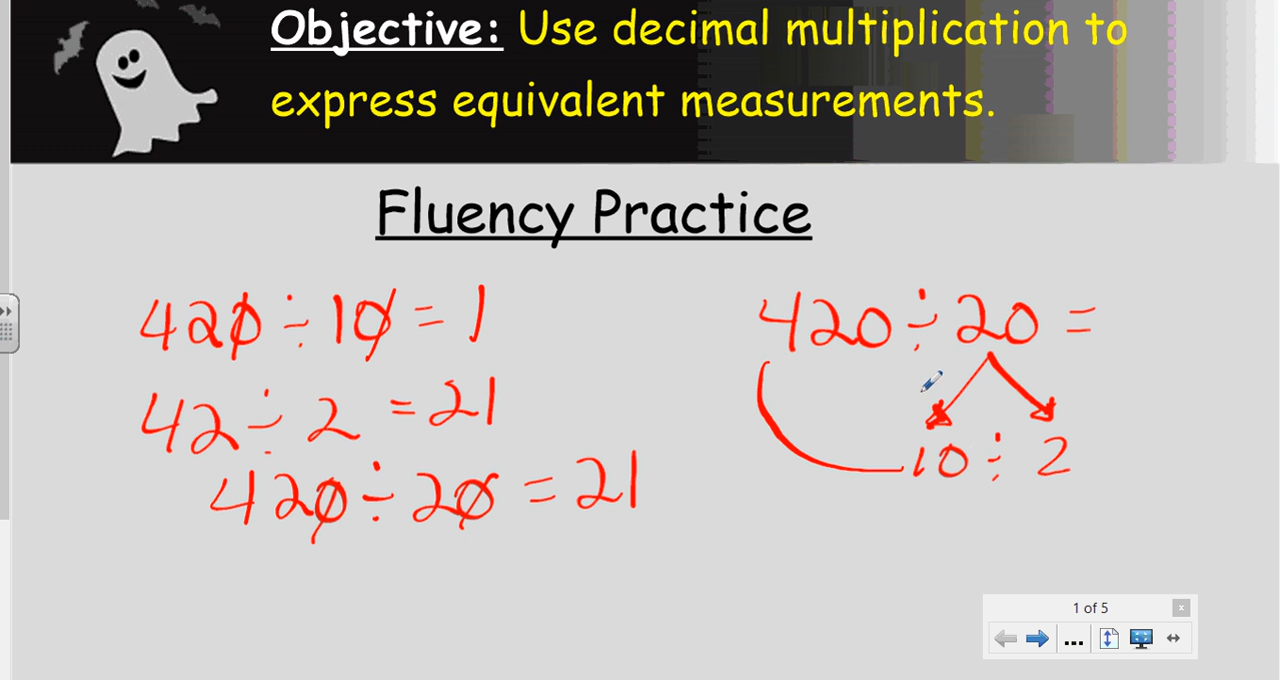 Objective: Use decimal multiplication to
express equivalent measurements.
Fluency Practice
420 ÷ 10 = 1
42 ÷ 2 = 21
420 ÷ 20 = 21
420 ÷ 20 =
10 ÷ 2
1 of 5